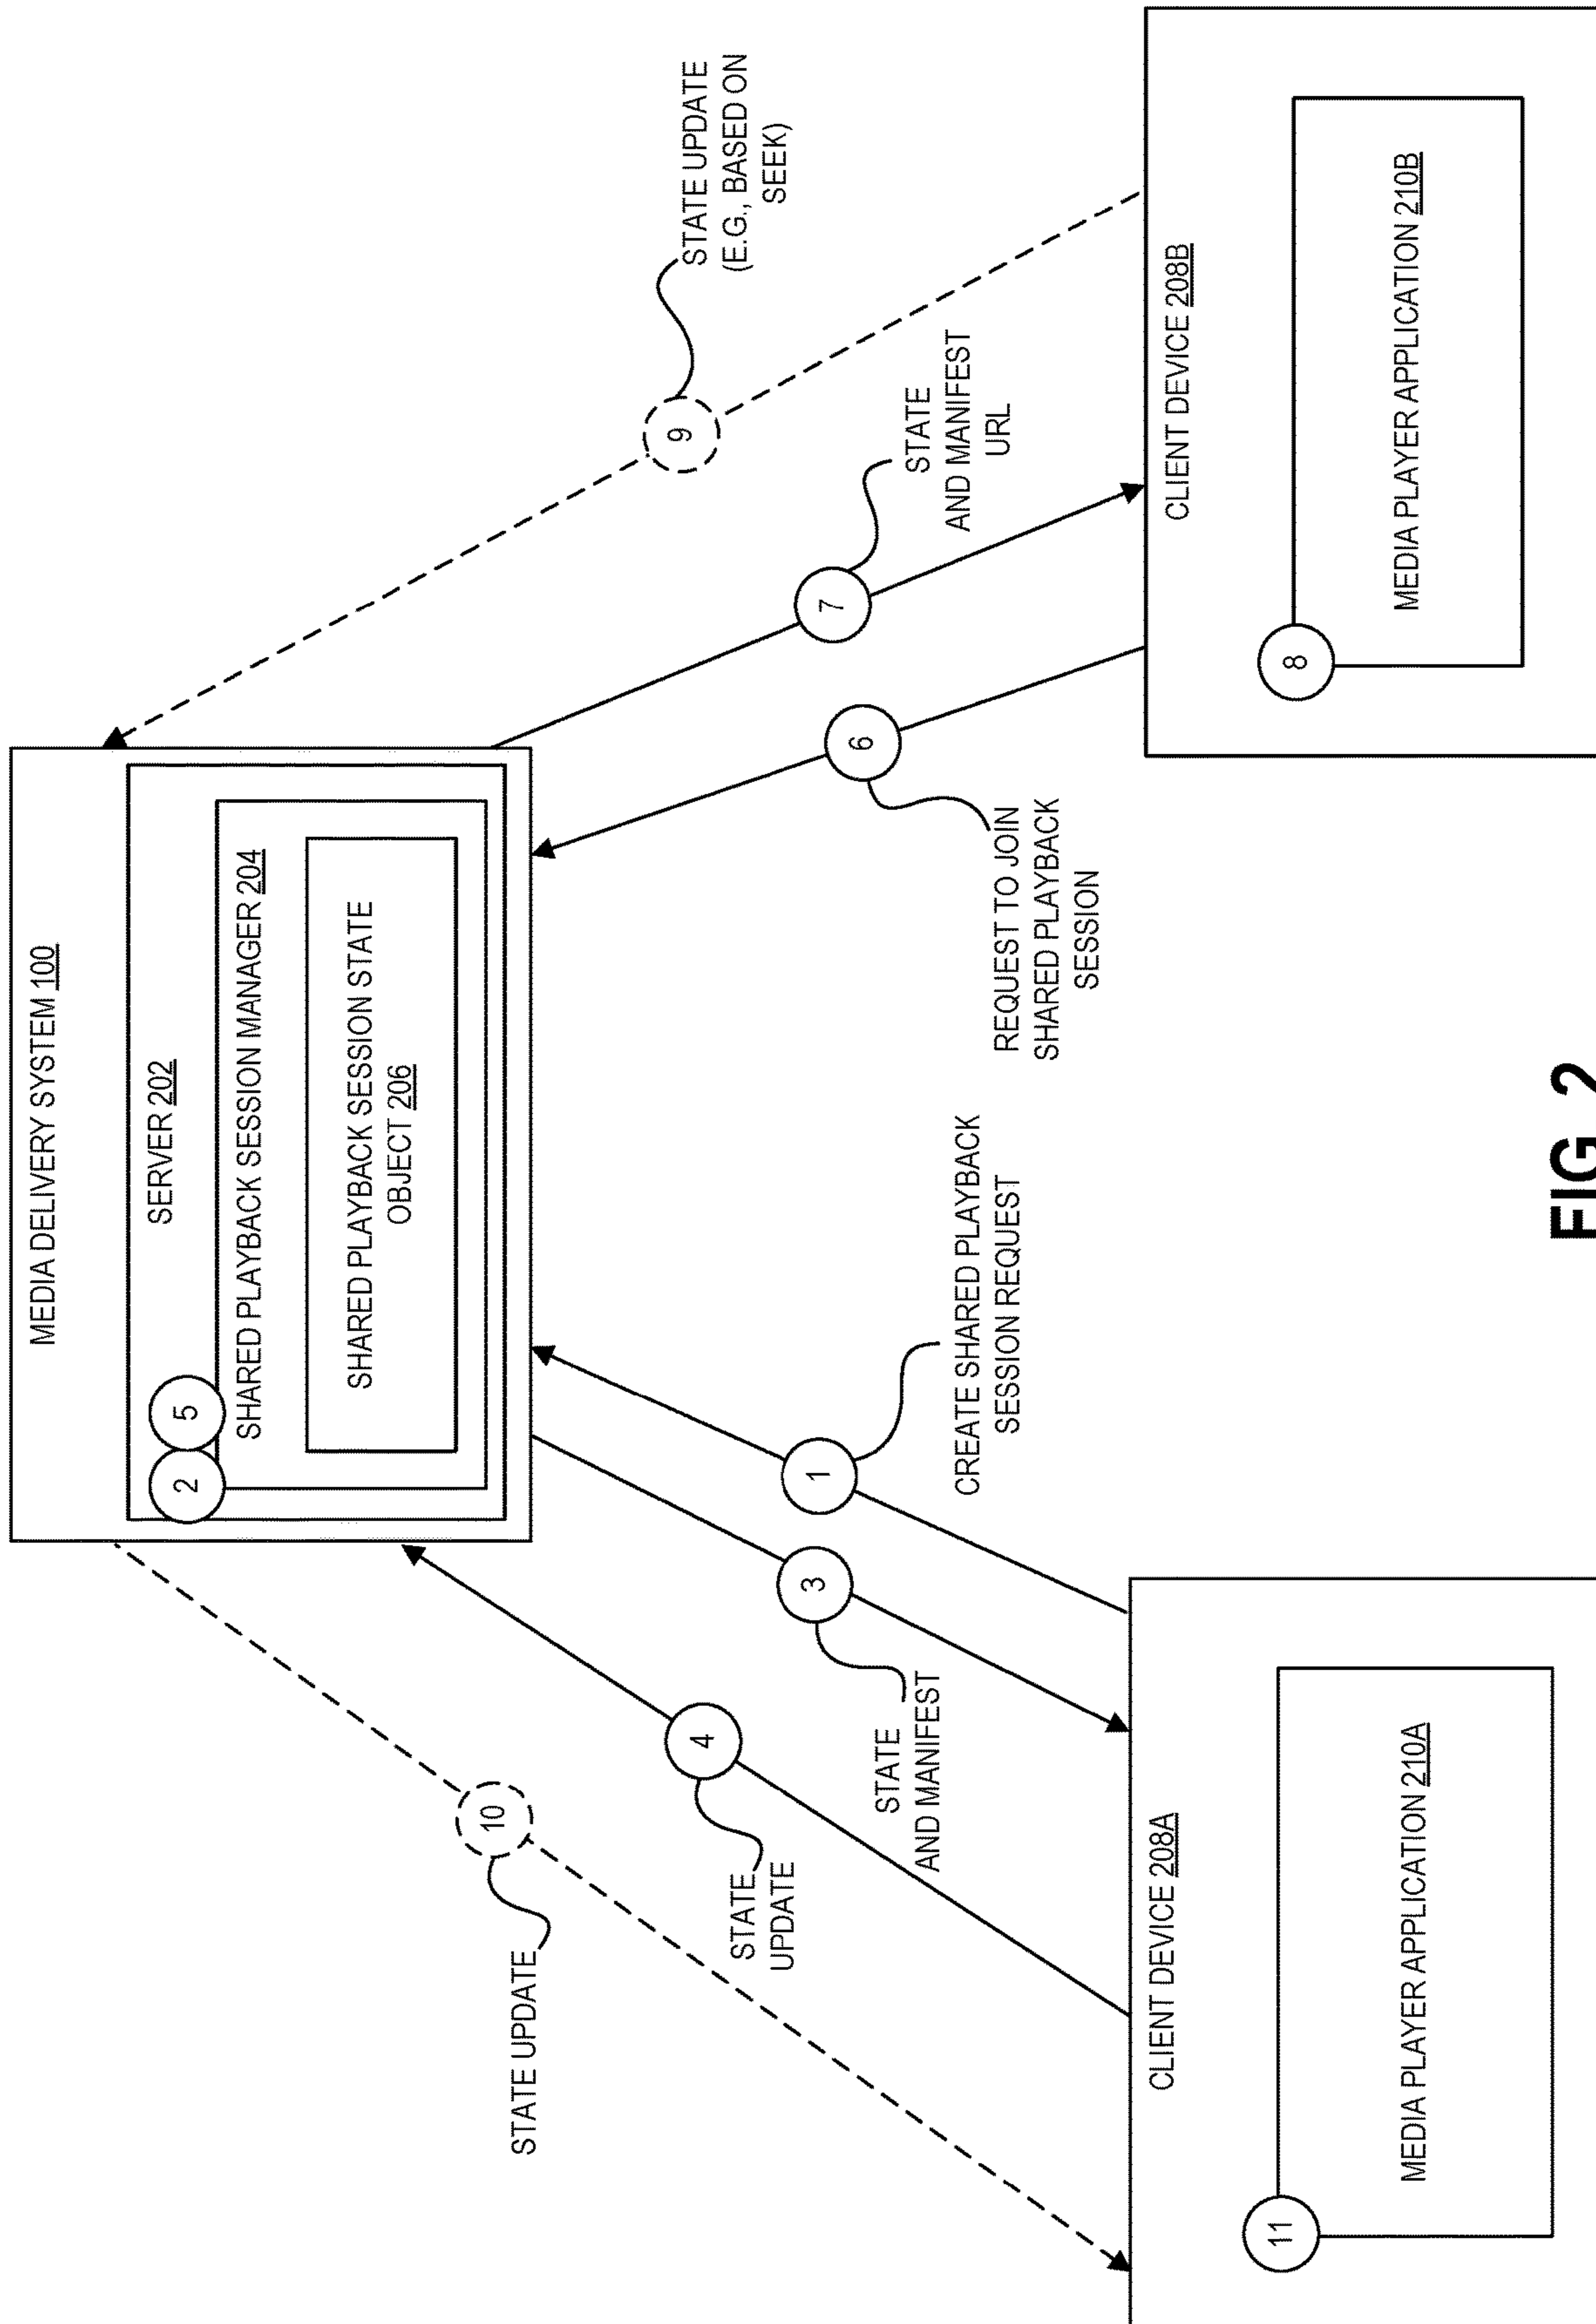 MEDIA DELIVERY SYSTEM 100
SERVER 202
2
5
SHARED PLAYBACK SESSION MANAGER 204
SHARED PLAYBACK SESSION STATE
OBJECT 206
STATE UPDATE
10
STATE
UPDATE
4
STATE
AND MANIFEST
3
1
CREATE SHARED PLAYBACK
SESSION REQUEST
REQUEST TO JOIN
SHARED PLAYBACK
SESSION
6
7
STATE
AND MANIFEST
URL
9
STATE UPDATE
(E.G., BASED ON
SEEK)
CLIENT DEVICE 208A
11
MEDIA PLAYER APPLICATION 210A
CLIENT DEVICE 208B
8
MEDIA PLAYER APPLICATION 210B
FIG. 2